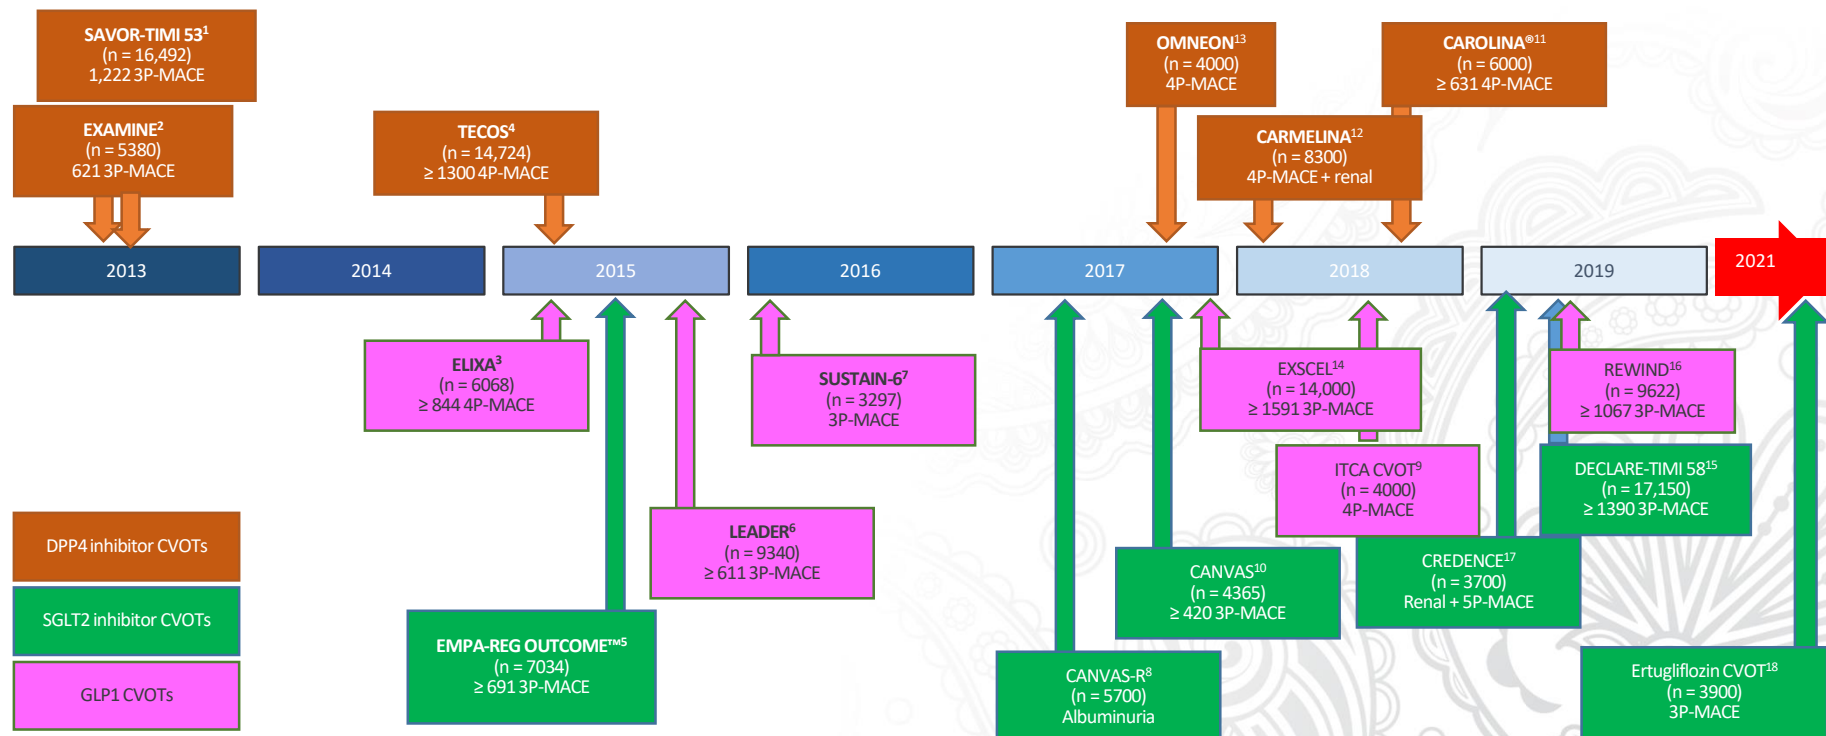 SAVOR-TIMI 53¹
(n = 16,492)
1,222 3P-MACE
EXAMINE²
(n = 5380)
621 3P-MACE
TECOS⁴
(n = 14,724)
≥ 1300 4P-MACE
OMNEON¹³
(n = 4000)
4P-MACE
CARMELINA¹²
(n = 8300)
4P-MACE + renal
CAROLINA®¹¹
(n = 6000)
≥ 631 4P-MACE
2013
2014
2015
2016
2017
2018
2019
2021
ELIXA³
(n = 6068)
≥ 844 4P-MACE
SUSTAIN-6⁷
(n = 3297)
3P-MACE
EXSCEL¹⁴
(n = 14,000)
≥ 1591 3P-MACE
REWIND¹⁶
(n = 9622)
≥ 1067 3P-MACE
ITCA CVOT⁹
(n = 4000)
4P-MACE
DECLARE-TIMI 58¹⁵
(n = 17,150)
≥ 1390 3P-MACE
LEADER⁶
(n = 9340)
≥ 611 3P-MACE
CANVAS¹⁰
(n = 4365)
≥ 420 3P-MACE
CREDENCE¹⁷
(n = 3700)
Renal + 5P-MACE
EMPA-REG OUTCOME™⁵
(n = 7034)
≥ 691 3P-MACE
CANVAS-R⁸
(n = 5700)
Albuminuria
Ertugliflozin CVOT¹⁸
(n = 3900)
3P-MACE
DPP4 inhibitor CVOTs
SGLT2 inhibitor CVOTs
GLP1 CVOTs